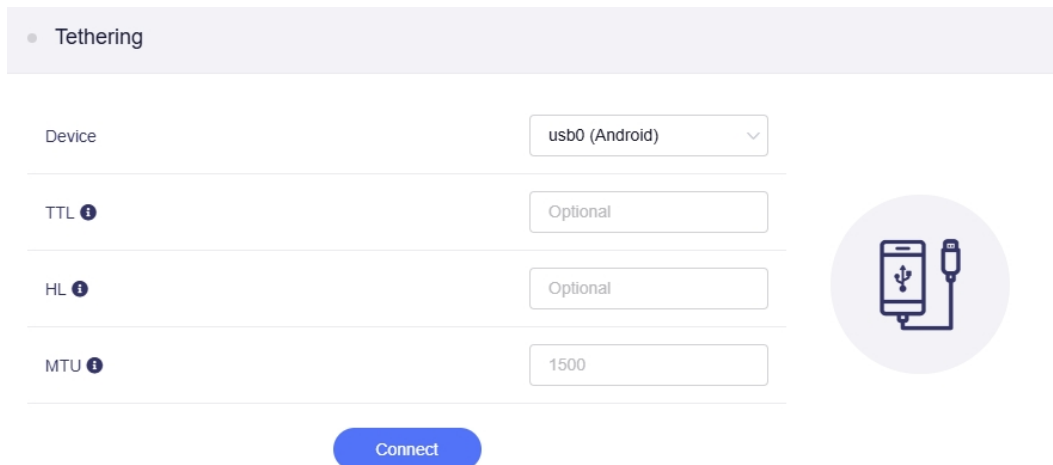 Tethering
Device
usb0 (Android)
TTL
Optional
HL
Optional
MTU
1500
Connect